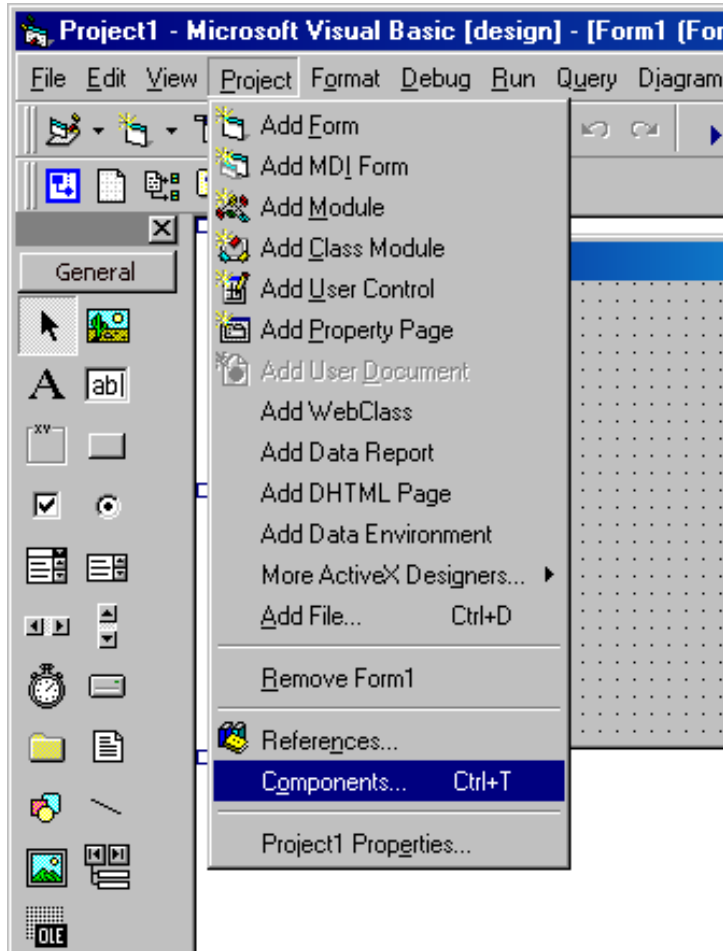 Project1 - Microsoft Visual Basic [design] - [Form1 (For
File Edit View Project Format Debug Run Query Diagram
Add Form
Add MDI Form
Add Module
Add Class Module
General
Add User Control
Add Property Page
Add User Document
A ab|
Add WebClass
xv
Add Data Report
Add DHTML Page
Add Data Environment
More ActiveX Designers...
Add File... Ctrl+D
Remove Form1
References...
Components... Ctrl+T
Project1 Properties...
OLE